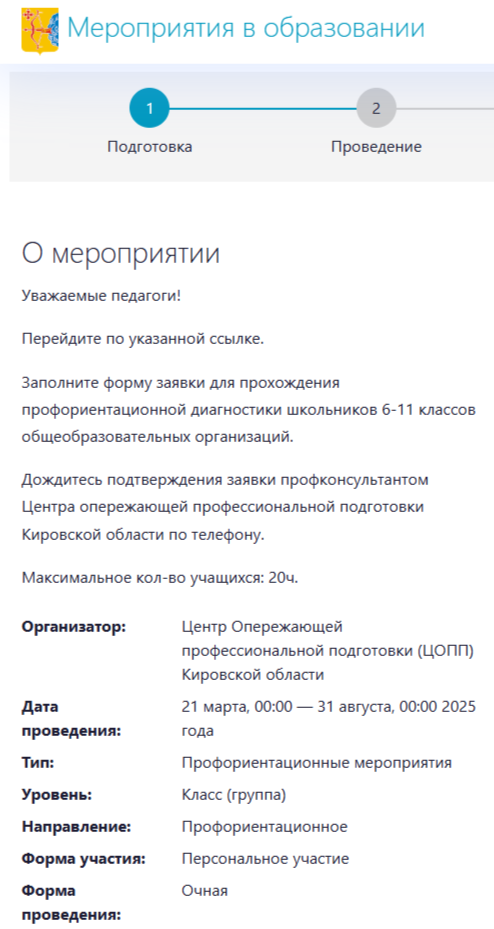 Мероприятия в образовании
1
2
Подготовка
Проведение
О мероприятии
Уважаемые педагоги!
Перейдите по указанной ссылке.
Заполните форму заявки для прохождения
профориентационной диагностики школьников 6-11 классов
общеобразовательных организаций.
Дождитесь подтверждения заявки профконсультантом
Центра опережающей профессиональной подготовки
Кировской области по телефону.
Максимальное кол-во учащихся: 20ч.
Организатор: Центр Опережающей
профессиональной подготовки (ЦОПП)
Кировской области
Дата 21 марта, 00:00 — 31 августа, 00:00 2025
проведения: года
Тип: Профориентационные мероприятия
Уровень: Класс (группа)
Направление: Профориентационное
Форма участия: Персональное участие
Форма Очная
проведения: